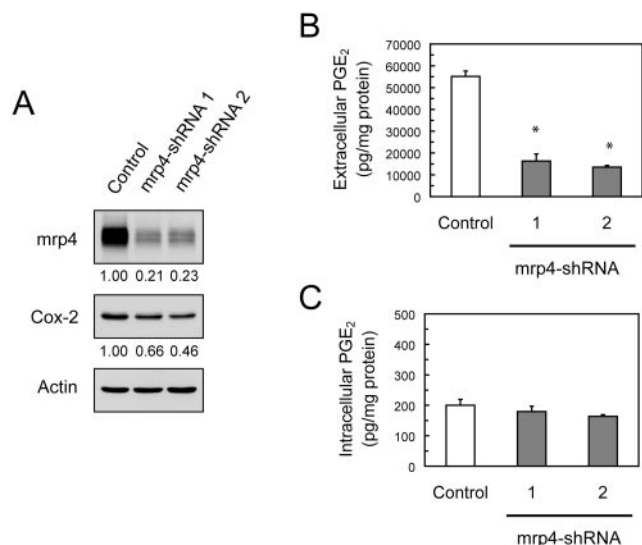 A
Control
mrp4-shRNA 1
mrp4-shRNA 2
mrp4
1.00 0.21 0.23
Cox-2
1.00 0.66 0.46
Actin
B
Extracellular PGE₂
(pg/mg protein)
70000
60000
50000
40000
30000
20000
10000
0
*
*
Control 1 2
mrp4-shRNA
C
Intracellular PGE₂
(pg/mg protein)
500
400
300
200
100
0
Control 1 2
mrp4-shRNA